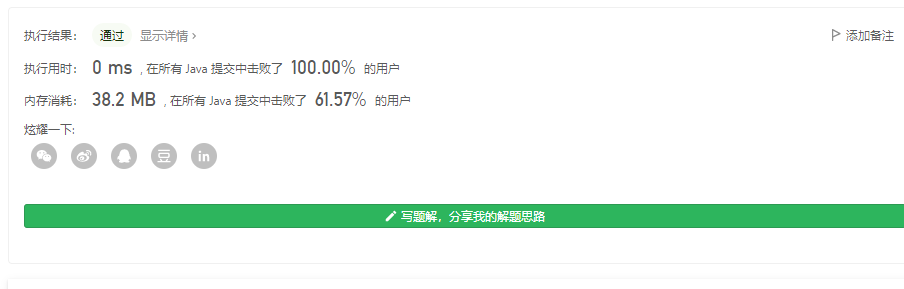 执行结果： 通过 显示详情 › 添加备注
执行用时： 0 ms , 在所有 Java 提交中击败了 100.00% 的用户
内存消耗： 38.2 MB , 在所有 Java 提交中击败了 61.57% 的用户
炫耀一下:
豆 in
写题解，分享我的解题思路